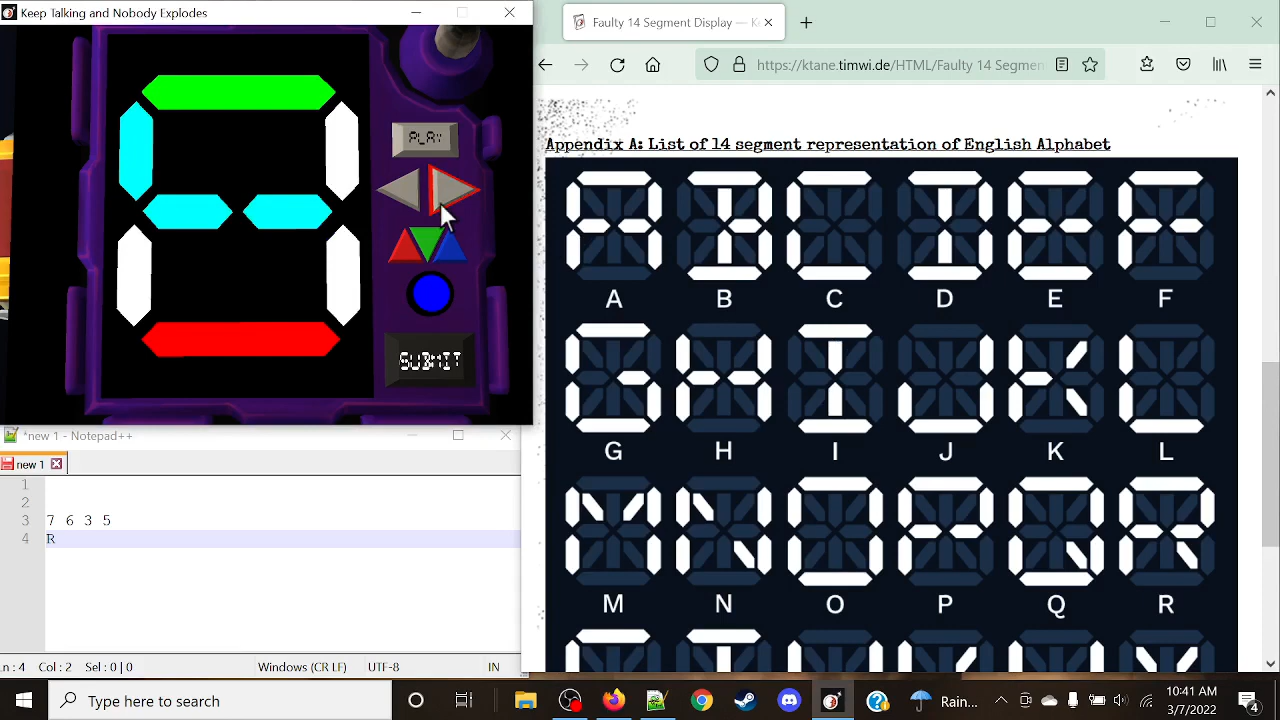 Keep Talking and Nobody Explodes
Faulty 14 Segment Display — Ke
https://ktane.timwi.de/HTML/Faulty 14 Segmen
PLAY
SUBMIT
Appendix A: List of 14 segment representation of English Alphabet
A B C D E F
G H I J K L
M N O P Q R
*new 1 - Notepad++
new 1
1
2
3 7 6 3 5
4 R
Ln : 4 Col : 2 Sel : 0 | 0 Windows (CR LF) UTF-8 IN
Type here to search
Rain...
10:41 AM
3/7/2022
4